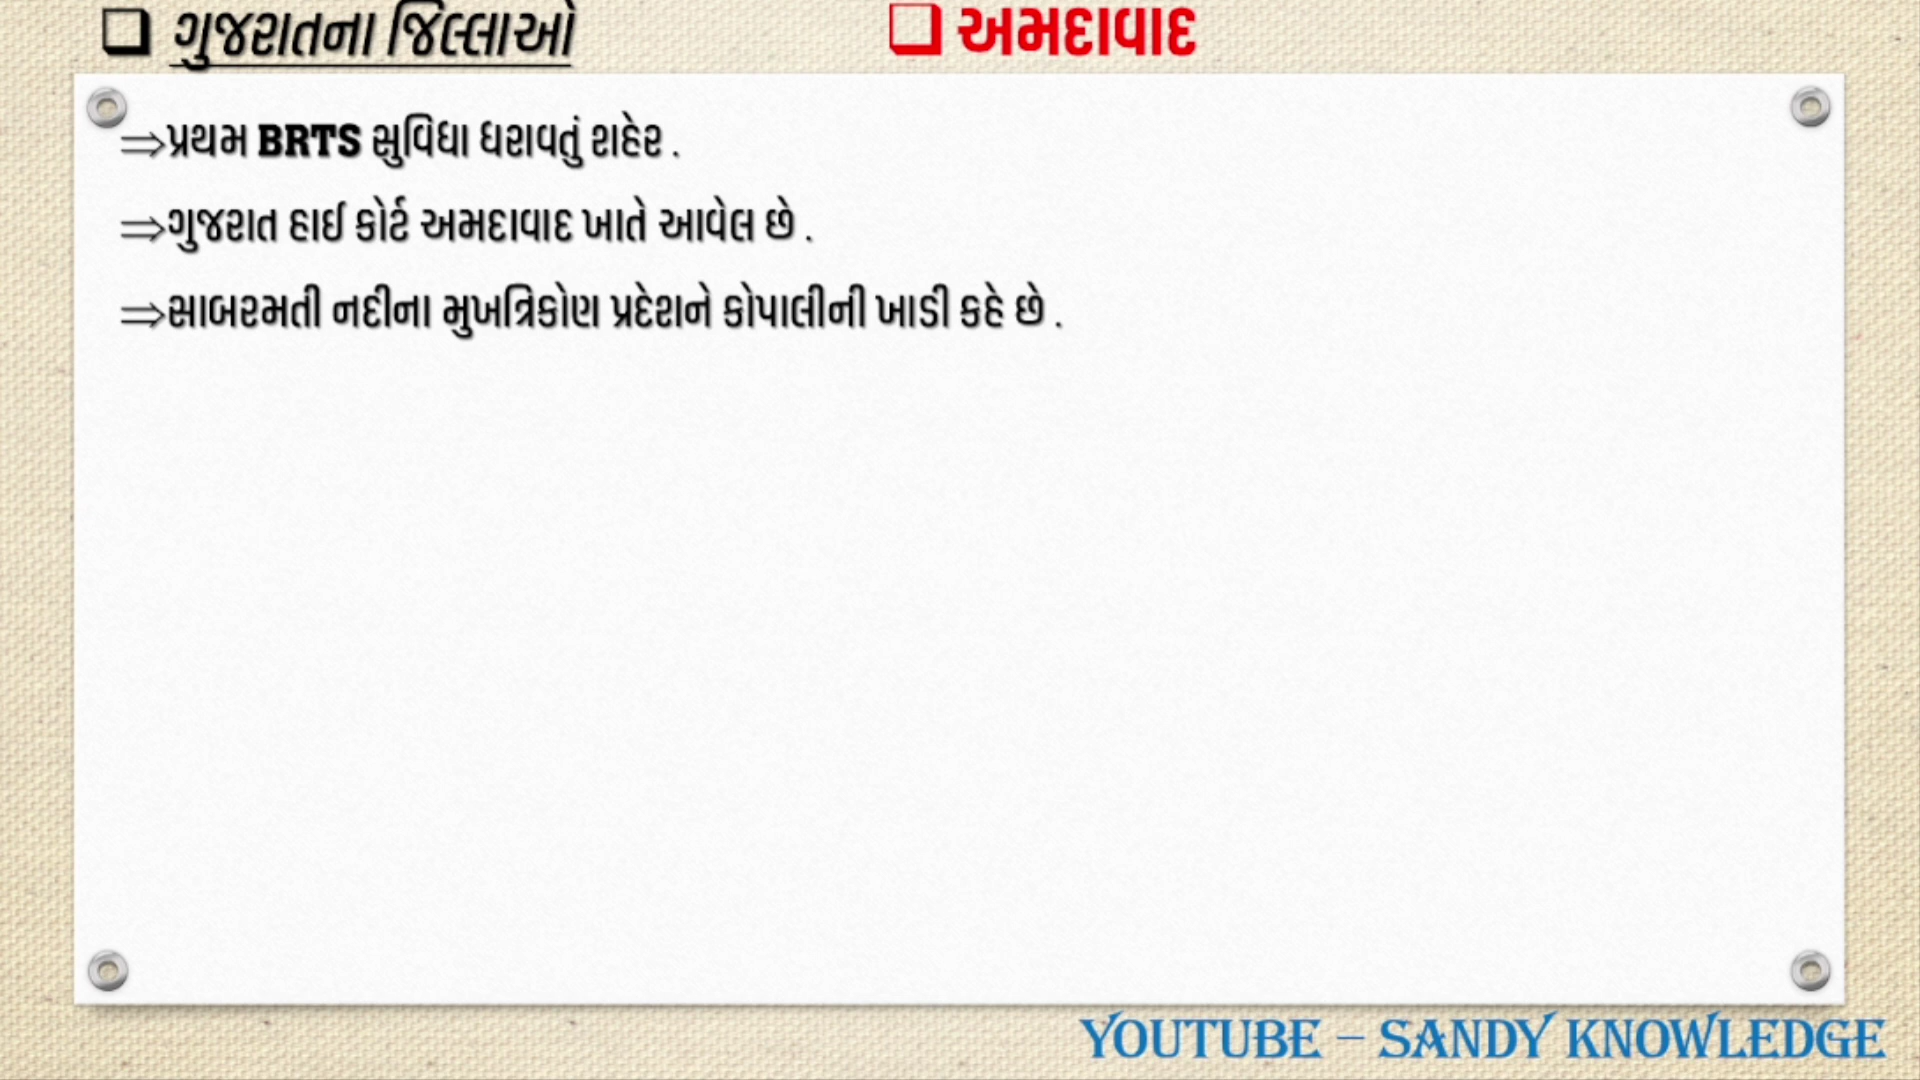 ❑ ગુજરાતના જિલ્લાઓ
❑ અમદાવાદ
⇒પ્રથમ BRTS સુવિધા ધરાવતું શહેર .
⇒ગુજરાત હાઈ કોર્ટ અમદાવાદ ખાતે આવેલ છે .
⇒સાબરમતી નદીના મુખત્રિકોણ પ્રદેશને કોપાલીની ખાડી કહે છે .
YOUTUBE – SANDY KNOWLEDGE